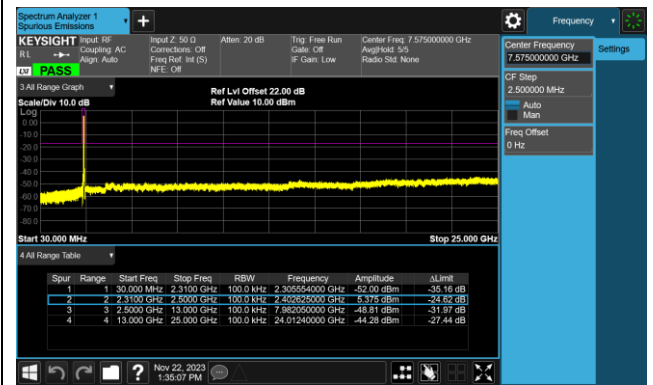 Spectrum Analyzer 1
Spurious Emissions
+
Frequency
KEYSIGHT Input: RF Input Z: 50 Ω Atten: 20 dB Trig: Free Run Center Freq: 7.575000000 GHz
RL Coupling: AC Corrections: Off Gate: Off Avg|Hold: 5/5
Align: Auto Freq Ref: Int (S) IF Gain: Low Radio Std: None
NFE: Off
PASS
Center Frequency
7.575000000 GHz
Settings
CF Step
2.500000 MHz
Auto
Man
Freq Offset
0 Hz
3 All Range Graph
Ref Lvl Offset 22.00 dB
Scale/Div 10.0 dB Ref Value 10.00 dBm
Log
0.00
-10.0
-20.0
-30.0
-40.0
-50.0
-60.0
-70.0
-80.0
Start 30.000 MHz Stop 25.000 GHz
4 All Range Table
Spur Range Start Freq Stop Freq RBW Frequency Amplitude ΔLimit
1 1 30.000 MHz 2.3100 GHz 100.0 kHz 2.305554000 GHz -52.00 dBm -35.16 dB
2 2 2.3100 GHz 2.5000 GHz 100.0 kHz 2.402625000 GHz 5.375 dBm -24.62 dB
3 3 2.5000 GHz 13.000 GHz 100.0 kHz 7.982050000 GHz -48.81 dBm -31.97 dB
4 4 13.000 GHz 25.000 GHz 100.0 kHz 24.01240000 GHz -44.28 dBm -27.44 dB
? Nov 22, 2023
1:35:07 PM